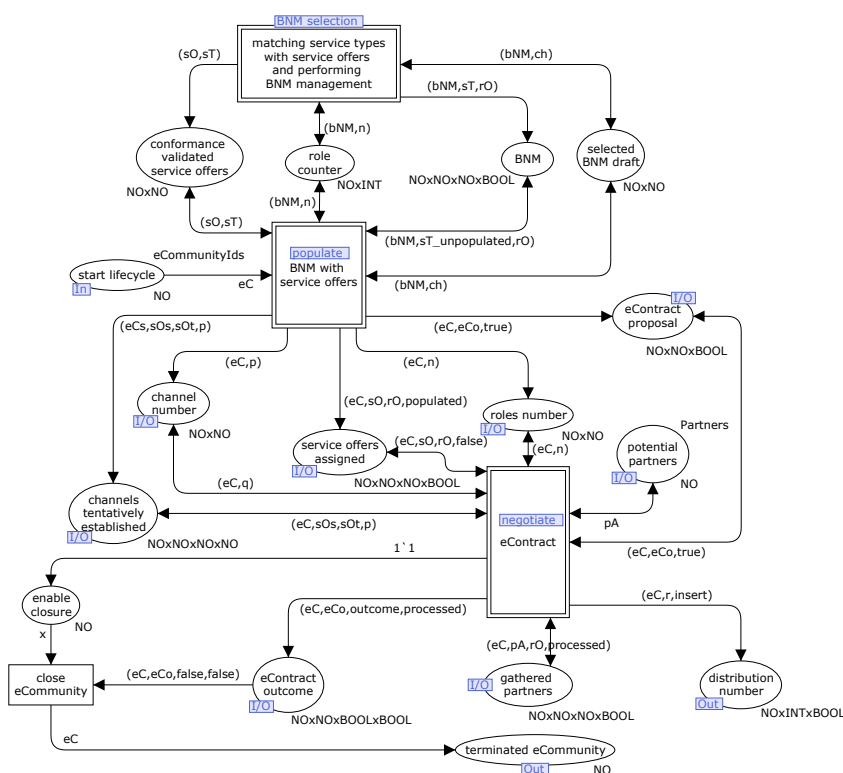 BNM selection
matching service types
with service offers
and performing
BNM management
(sO,sT)
(bNM,ch)
(bNM,sT,rO)
(bNM,n)
conformance
validated
service offers
NOxNO
role
counter
NOxINT
BNM
NOxNOxNOxBOOL
selected
BNM draft
NOxNO
(bNM,n)
(sO,sT)
(bNM,sT_unpopulated,rO)
populate
BNM with
service offers
eCommunityIds
start lifecycle
In
NO
eC
(bNM,ch)
(eCs,sOs,sOt,p)
(eC,eCo,true)
I/O
eContract
proposal
NOxNOxBOOL
(eC,p)
(eC,n)
channel
number
I/O
NOxNO
(eC,sO,rO,populated)
roles number
I/O
NOxNO
Partners
(eC,sO,rO,false)
(eC,n)
service offers
assigned
I/O
NOxNOxNOxBOOL
potential
partners
I/O
NO
(eC,q)
channels
tentatively
established
I/O
NOxNOxNOxNO
(eC,sOs,sOt,p)
negotiate
eContract
pA
(eC,eCo,true)
1`1
enable
closure
NO
x
(eC,r,insert)
(eC,eCo,outcome,processed)
(eC,pA,rO,processed)
close
eCommunity
(eC,eCo,false,false)
eContract
outcome
I/O
NOxNOxBOOLxBOOL
I/O
gathered
partners
NOxNOxNOxBOOL
distribution
number
Out
NOxINTxBOOL
eC
terminated eCommunity
Out
NO